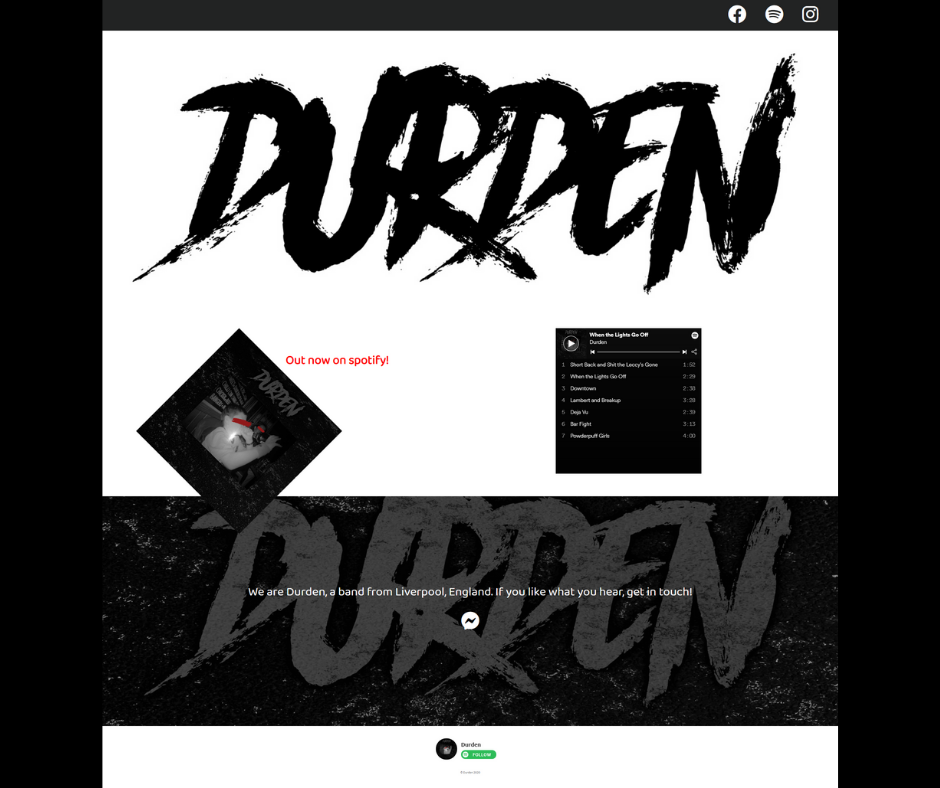 DURDEN
Out now on spotify!
DURDEN
When the Lights Go Off
Durden
1 Short Back and Shit the Leccy's Gone 1:52
2 When the Lights Go Off 2:29
3 Downtown 2:38
4 Lambert and Breakup 3:28
5 Deja Vu 2:39
6 Bar Fight 3:13
7 Powderpuff Girls 4:00
DURDEN
We are Durden, a band from Liverpool, England. If you like what you hear, get in touch!
Durden
FOLLOW